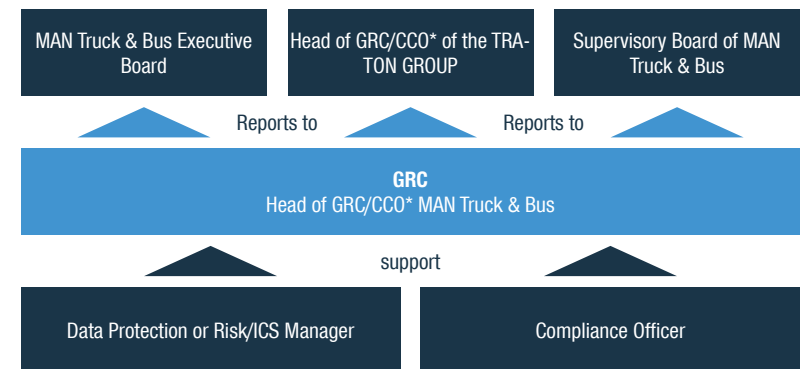 MAN Truck & Bus Executive
Board
Head of GRC/CCO* of the TRA-
TON GROUP
Supervisory Board of MAN
Truck & Bus
Reports to
Reports to
GRC
Head of GRC/CCO* MAN Truck & Bus
support
Data Protection or Risk/ICS Manager
Compliance Officer